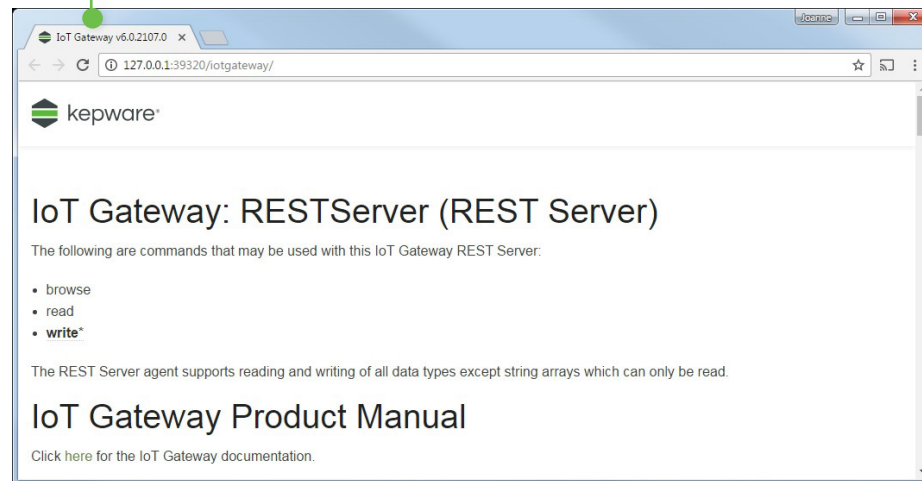 Joanne
IoT Gateway v6.0.2107.0
127.0.0.1:39320/iotgateway/
kepware®
IoT Gateway: RESTServer (REST Server)
The following are commands that may be used with this IoT Gateway REST Server:
• browse
• read
• write*
The REST Server agent supports reading and writing of all data types except string arrays which can only be read.
IoT Gateway Product Manual
Click here for the IoT Gateway documentation.